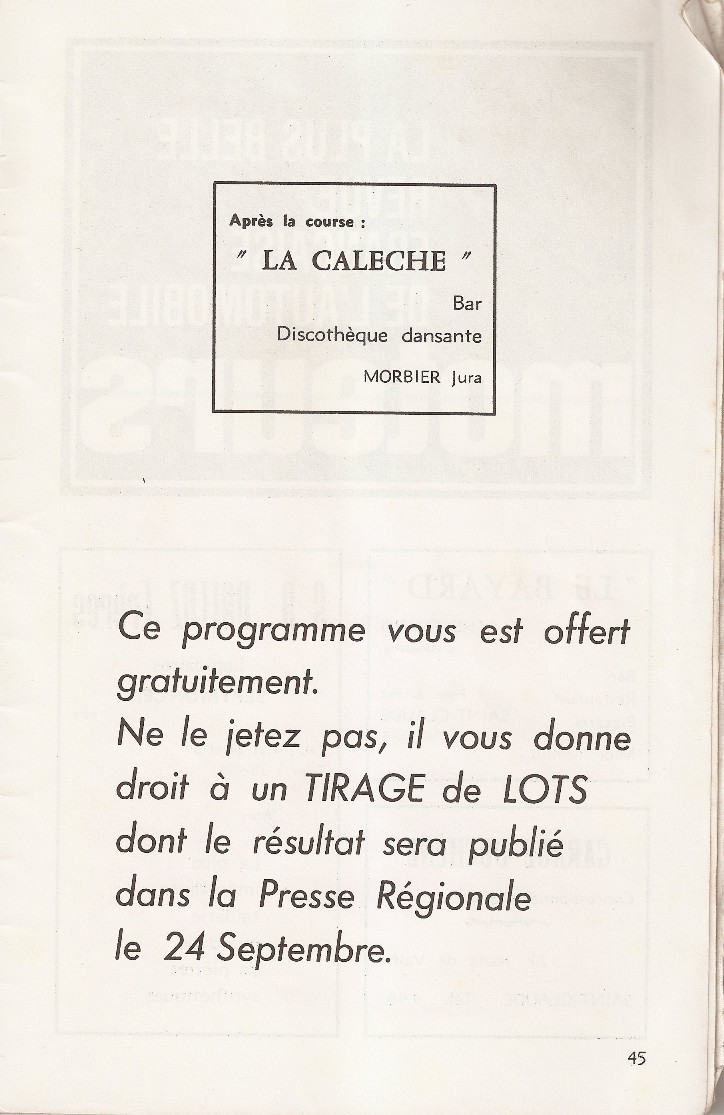 Après la course :
" LA CALECHE "
Bar
Discothèque dansante
MORBIER Jura
Ce programme vous est offert
gratuitement.
Ne le jetez pas, il vous donne
droit à un TIRAGE de LOTS
dont le résultat sera publié
dans la Presse Régionale
le 24 Septembre.
45